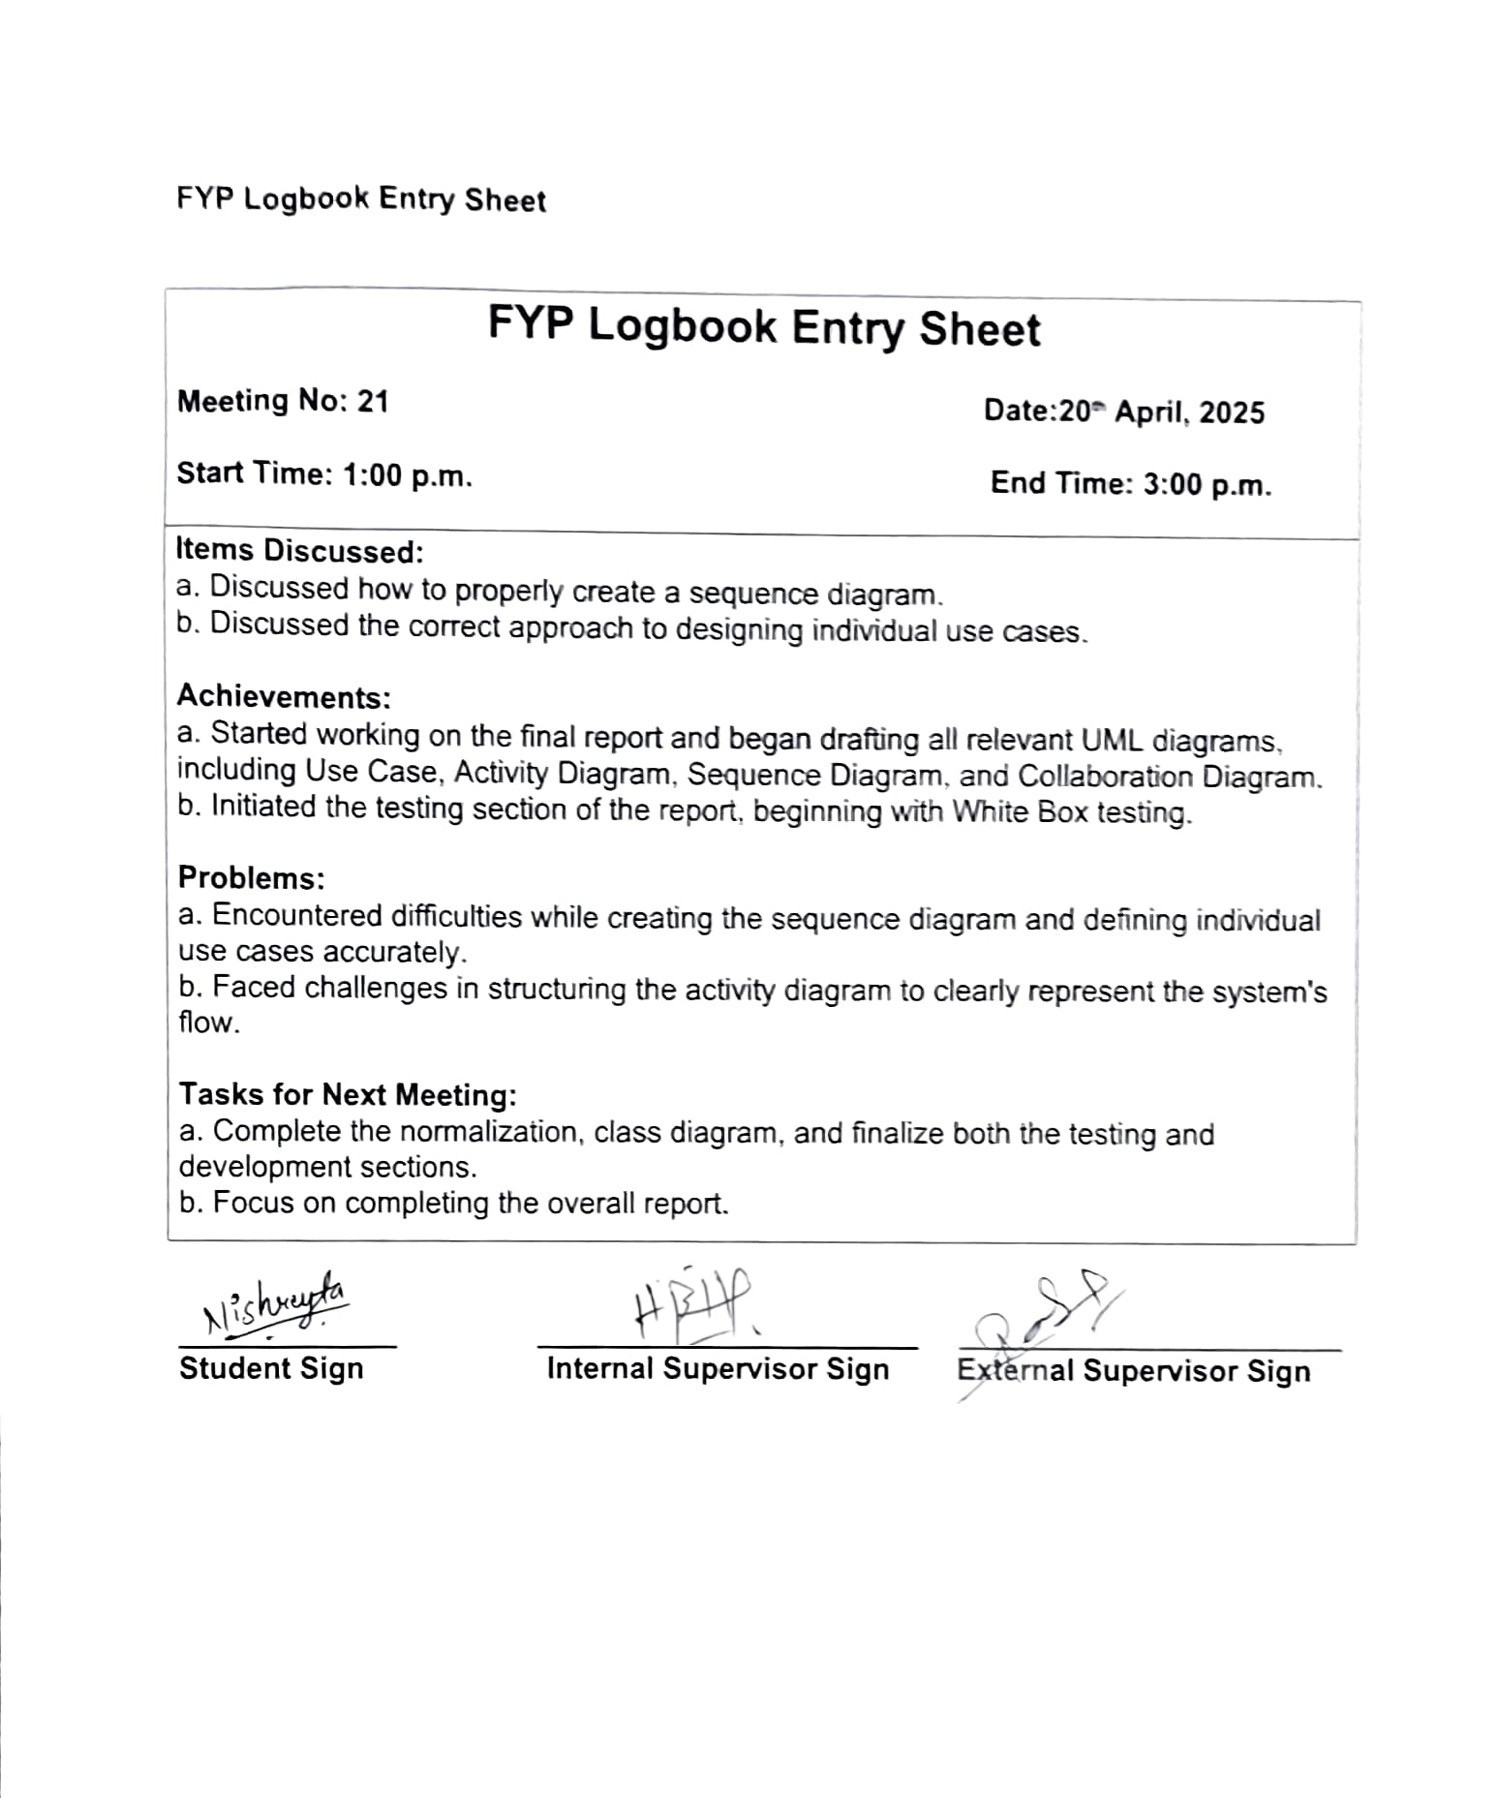 FYP Logbook Entry Sheet
FYP Logbook Entry Sheet
Meeting No: 21
Date:20th April, 2025
Start Time: 1:00 p.m.
End Time: 3:00 p.m.
Items Discussed:
a. Discussed how to properly create a sequence diagram.
b. Discussed the correct approach to designing individual use cases.
Achievements:
a. Started working on the final report and began drafting all relevant UML diagrams,
including Use Case, Activity Diagram, Sequence Diagram, and Collaboration Diagram.
b. Initiated the testing section of the report, beginning with White Box testing.
Problems:
a. Encountered difficulties while creating the sequence diagram and defining individual
use cases accurately.
b. Faced challenges in structuring the activity diagram to clearly represent the system's
flow.
Tasks for Next Meeting:
a. Complete the normalization, class diagram, and finalize both the testing and
development sections.
b. Focus on completing the overall report.
Nishreyta
Student Sign
Internal Supervisor Sign
External Supervisor Sign